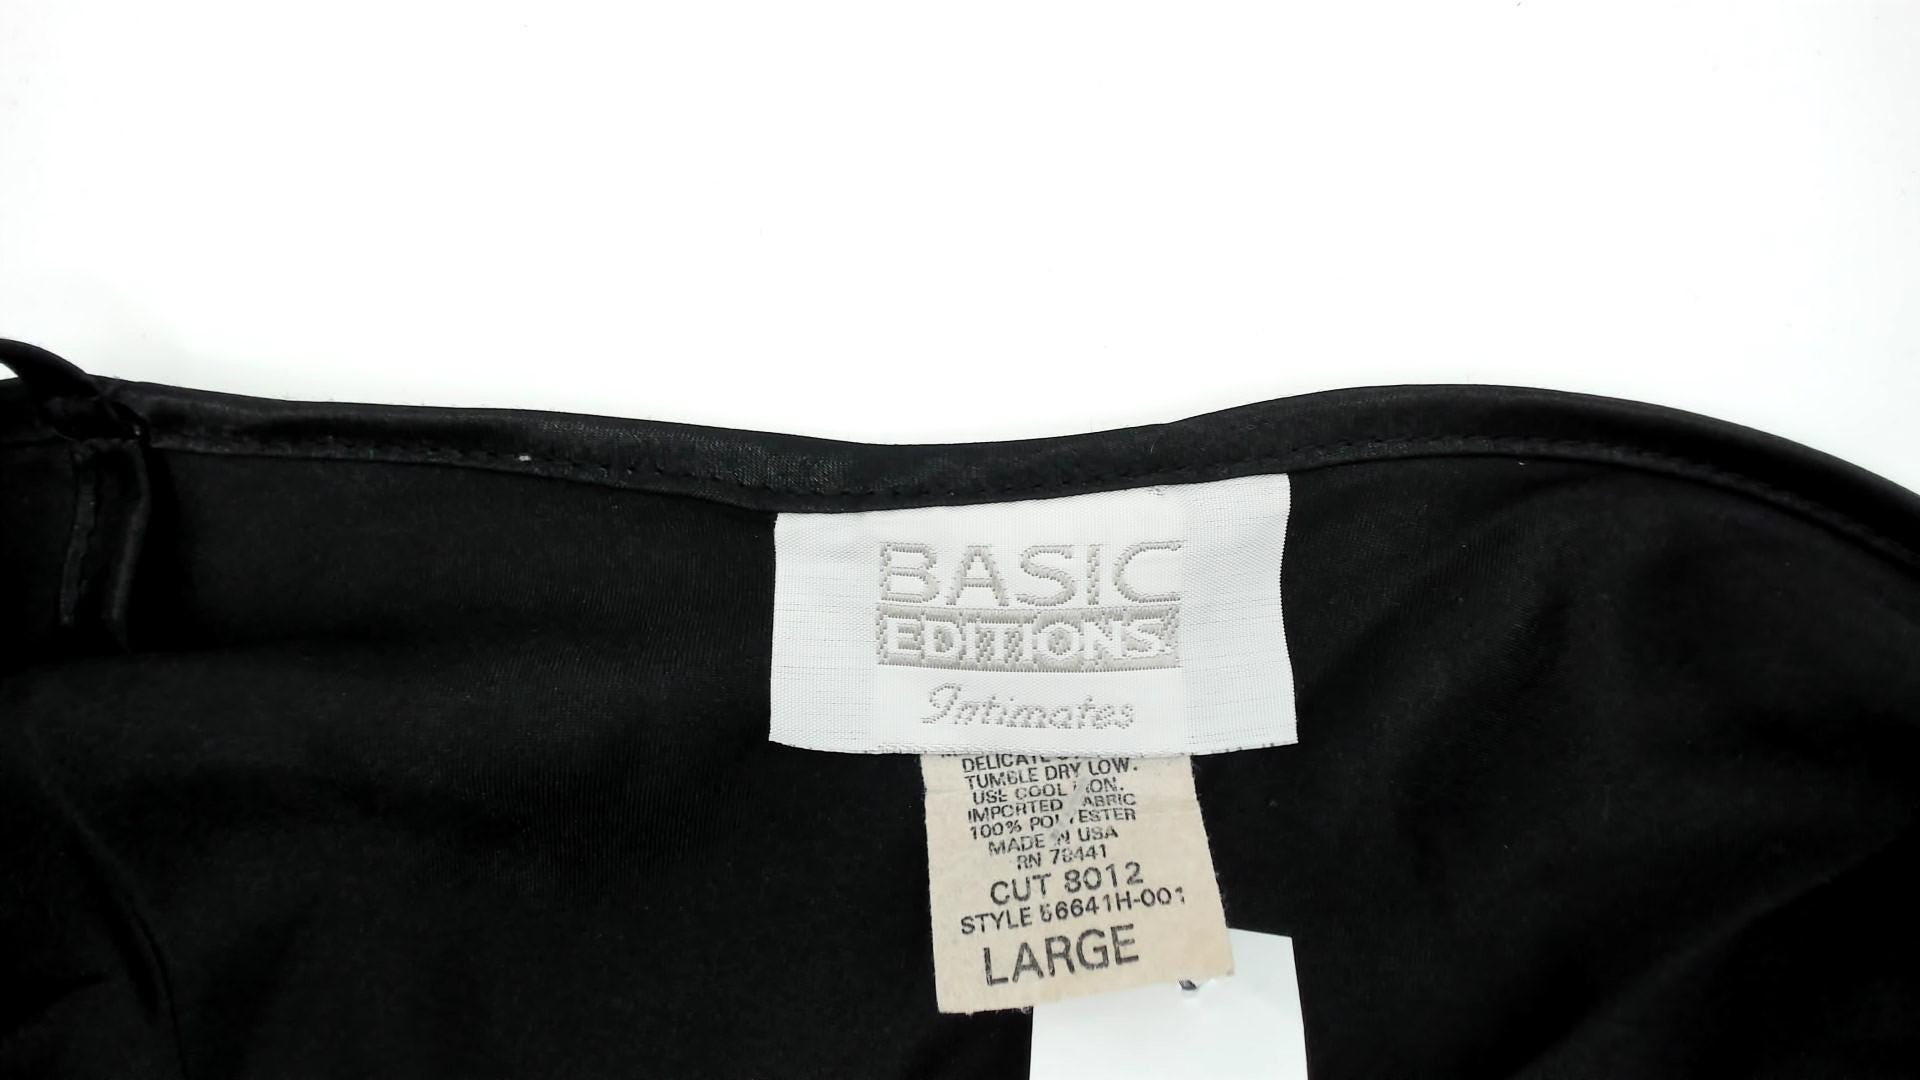 BASIC
EDITIONS
Intimates
DELICATE
TUMBLE DRY LOW.
USE COOL IRON.
IMPORTED FABRIC
100% POLYESTER
MADE IN USA
RN 78441
CUT 8012
STYLE 56641H-001
LARGE